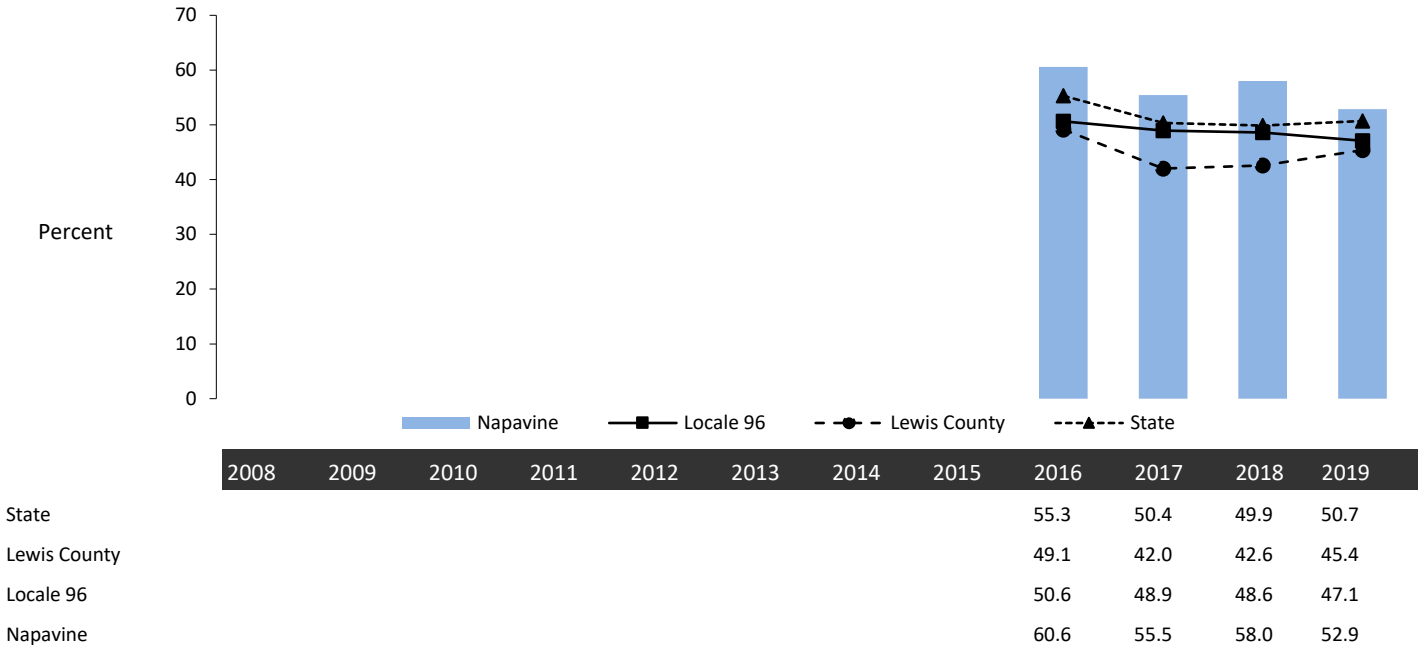 70
60
50
40
Percent
30
20
10
0
Napavine Locale 96 Lewis County State
2008 2009 2010 2011 2012 2013 2014 2015 2016 2017 2018 2019
State 55.3 50.4 49.9 50.7
Lewis County 49.1 42.0 42.6 45.4
Locale 96 50.6 48.9 48.6 47.1
Napavine 60.6 55.5 58.0 52.9